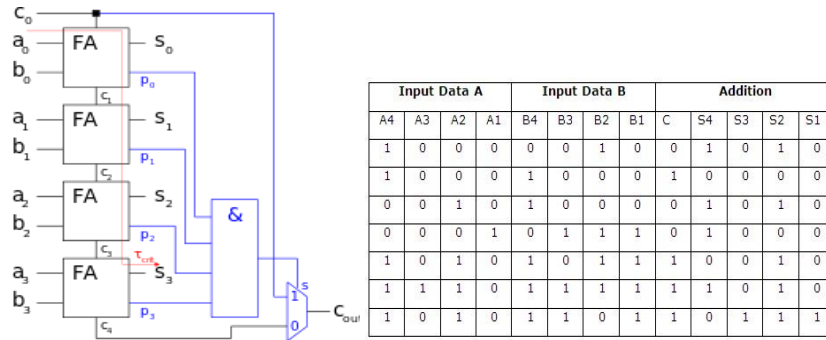 c₀
a₀ FA s₀
b₀ p₀
c₁
a₁ FA s₁
b₁ p₁
c₂
a₂ FA s₂
b₂ p₂
&
c₃ τcrit
a₃ FA s₃
b₃ p₃
c₄
s
1
0
Cout
Input Data A Input Data B Addition
A4 A3 A2 A1 B4 B3 B2 B1 C S4 S3 S2 S1
1 0 0 0 0 0 1 0 0 1 0 1 0
1 0 0 0 1 0 0 0 1 0 0 0 0
0 0 1 0 1 0 0 0 0 1 0 1 0
0 0 0 1 0 1 1 1 0 1 0 0 0
1 0 1 0 1 0 1 1 1 0 0 1 0
1 1 1 0 1 1 1 1 1 1 0 1 0
1 0 1 0 1 1 0 1 1 0 1 1 1